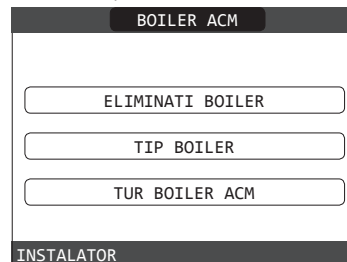 BOILER ACM
ELIMINATI BOILER
TIP BOILER
TUR BOILER ACM
INSTALATOR